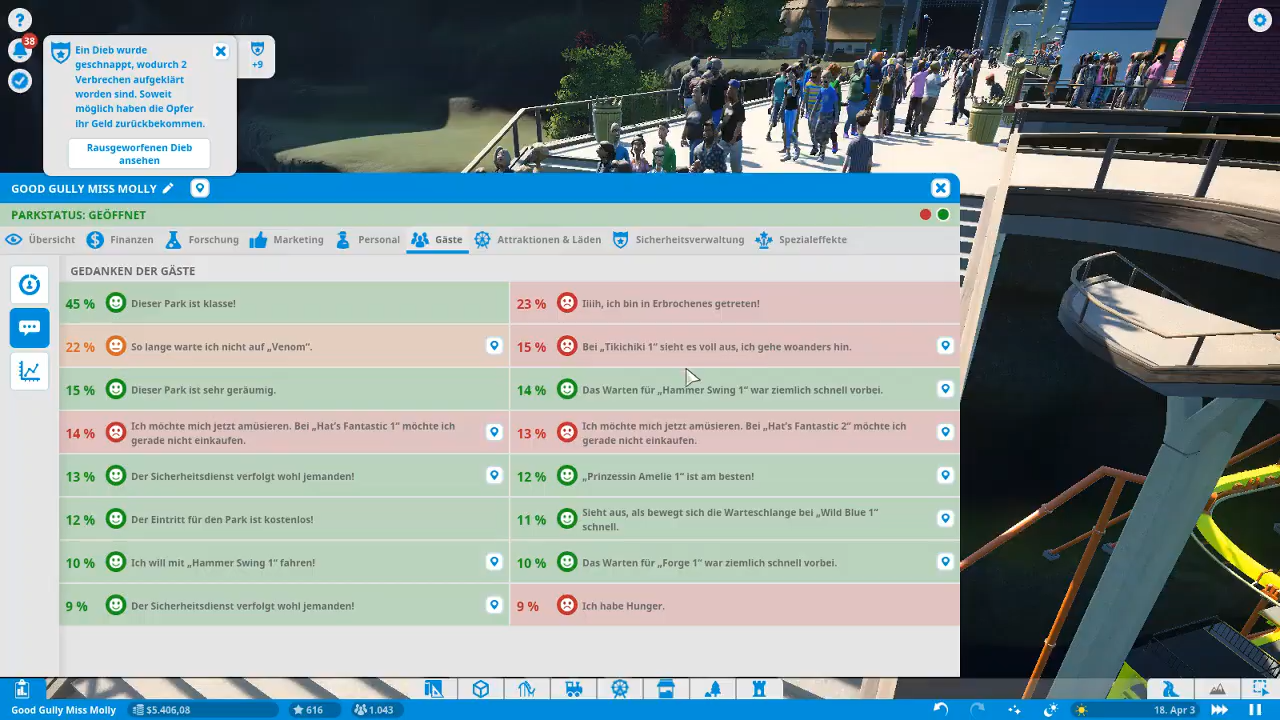 ?
38
Ein Dieb wurde
geschnappt, wodurch 2
Verbrechen aufgeklärt
worden sind. Soweit
möglich haben die Opfer
ihr Geld zurückbekommen.
Rausgeworfenen Dieb
ansehen
+9
GOOD GULLY MISS MOLLY
PARKSTATUS: GEÖFFNET
Übersicht
Finanzen
Forschung
Marketing
Personal
Gäste
Attraktionen & Läden
Sicherheitsverwaltung
Spezialeffekte
GEDANKEN DER GÄSTE
45 % Dieser Park ist klasse!
23 % Iiiih, ich bin in Erbrochenes getreten!
22 % So lange warte ich nicht auf „Venom“.
15 % Bei „Tikichiki 1“ sieht es voll aus, ich gehe woanders hin.
15 % Dieser Park ist sehr geräumig.
14 % Das Warten für „Hammer Swing 1“ war ziemlich schnell vorbei.
14 % Ich möchte mich jetzt amüsieren. Bei „Hat's Fantastic 1“ möchte ich
gerade nicht einkaufen.
13 % Ich möchte mich jetzt amüsieren. Bei „Hat's Fantastic 2“ möchte ich
gerade nicht einkaufen.
13 % Der Sicherheitsdienst verfolgt wohl jemanden!
12 % „Prinzessin Amelie 1“ ist am besten!
12 % Der Eintritt für den Park ist kostenlos!
11 % Sieht aus, als bewegt sich die Warteschlange bei „Wild Blue 1“
schnell.
10 % Ich will mit „Hammer Swing 1“ fahren!
10 % Das Warten für „Forge 1“ war ziemlich schnell vorbei.
9 % Der Sicherheitsdienst verfolgt wohl jemanden!
9 % Ich habe Hunger.
Good Gully Miss Molly
$5.406,08
616
1.043
18. Apr 3